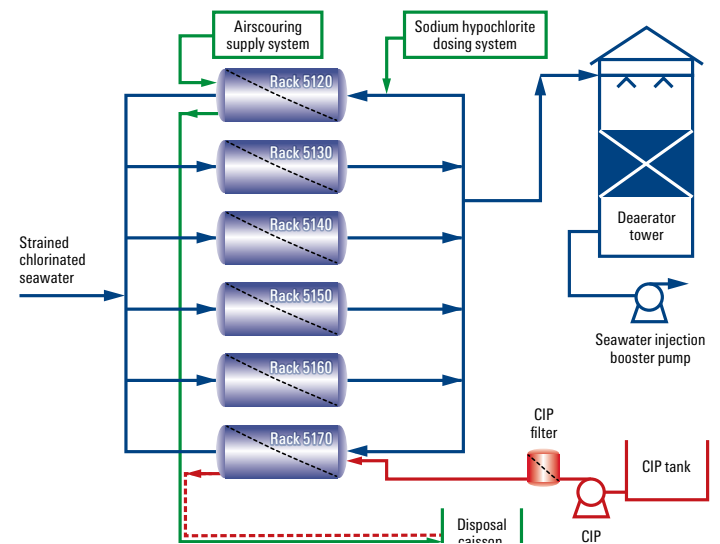 Airscouring
supply system
Sodium hypochlorite
dosing system
Rack 5120
Rack 5130
Rack 5140
Rack 5150
Rack 5160
Rack 5170
Strained
chlorinated
seawater
Deaerator
tower
Seawater injection
booster pump
CIP
filter
CIP tank
CIP
Disposal
caisson